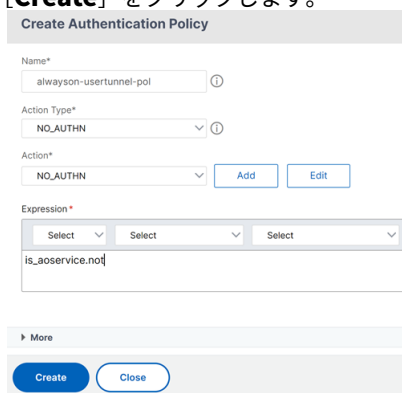 [Create] をクリックします。
Create Authentication Policy
Name*
alwayson-usertunnel-pol
Action Type*
NO_AUTHN
Action*
NO_AUTHN Add Edit
Expression*
Select Select Select
is_aoservice.not
More
Create Close